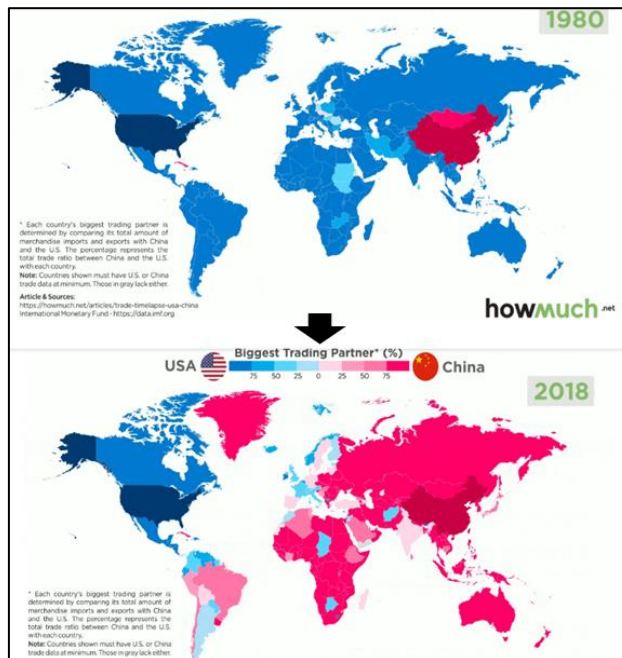 1980
* Each country's biggest trading partner is
determined by comparing its total amount of
merchandise imports and exports with China
and the U.S. The percentage represents the
total trade ratio between China and the U.S.
with each country.
Note: Countries shown must have U.S. or China
trade data at minimum. Those in gray lack either.
Article & Sources:
https://howmuch.net/articles/trade-timelapse-usa-china
International Monetary Fund - https://data.imf.org
howmuch.net
Biggest Trading Partner* (%)
USA China
75 50 25 0 25 50 75
2018
* Each country's biggest trading partner is
determined by comparing its total amount of
merchandise imports and exports with China
and the U.S. The percentage represents the
total trade ratio between China and the U.S.
with each country.
Note: Countries shown must have U.S. or China
trade data at minimum. Those in gray lack either.